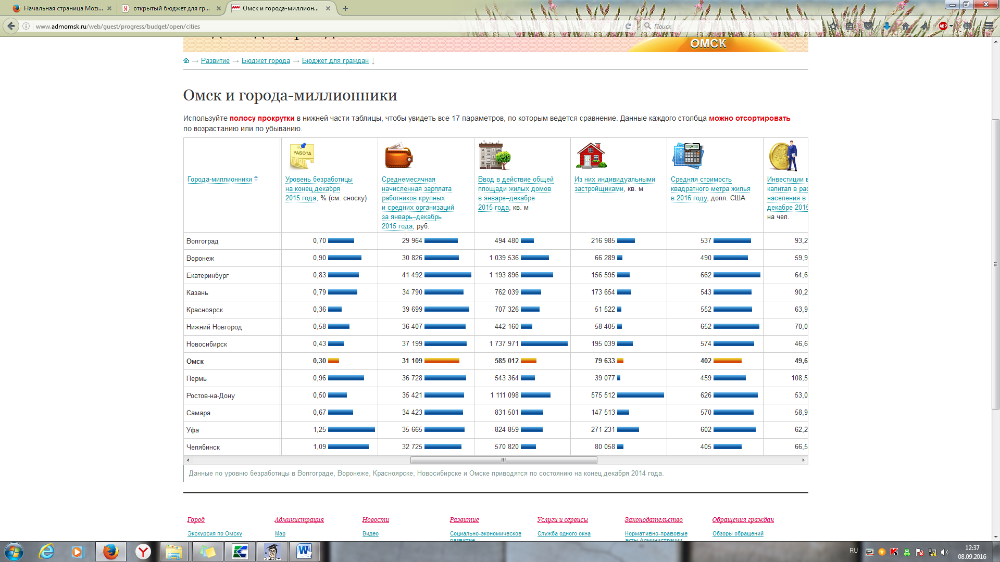 Начальная страница Mozi...
открытый бюджет для гр...
Омск и города-миллион...
www.admomsk.ru/web/guest/progress/budget/open/cities
Поиск
ABP
ОМСК
→ Развитие → Бюджет города → Бюджет для граждан ↓
Омск и города-миллионники
Используйте полосу прокрутки в нижней части таблицы, чтобы увидеть все 17 параметров, по которым ведется сравнение. Данные каждого столбца можно отсортировать
по возрастанию или по убыванию.
РАБОТА
Города-миллионники
Уровень безработицы
на конец декабря
2015 года, % (см. сноску)
Среднемесячная
начисленная зарплата
работников крупных
и средних организаций
за январь–декабрь
2015 года, руб.
Ввод в действие общей
площади жилых домов
в январе–декабре
2015 года, кв. м
Из них индивидуальными
застройщиками, кв. м
Средняя стоимость
квадратного метра жилья
в 2016 году, долл. США
Инвестиции в
капитал в рас
населения в
декабре 2015
на чел.
Волгоград 0,70 29 964 494 480 216 985 537 93,2
Воронеж 0,90 30 826 1 039 536 66 289 490 59,9
Екатеринбург 0,83 41 492 1 193 896 156 595 662 64,6
Казань 0,79 34 790 762 039 173 654 543 90,2
Красноярск 0,36 39 699 707 326 51 522 552 63,9
Нижний Новгород 0,58 36 407 442 160 58 405 652 70,0
Новосибирск 0,43 37 199 1 737 971 195 039 574 46,6
Омск 0,30 31 109 585 012 79 633 402 49,6
Пермь 0,96 36 728 543 364 39 077 459 108,5
Ростов-на-Дону 0,50 35 421 1 111 098 575 512 626 53,0
Самара 0,67 34 423 831 501 147 513 570 58,9
Уфа 1,25 35 665 824 859 271 231 602 62,2
Челябинск 1,09 32 725 570 820 80 058 405 66,5
Данные по уровню безработицы в Волгограде, Воронеже, Красноярске, Новосибирске и Омске приводятся по состоянию на конец декабря 2014 года.
Город Администрация Новости Развитие Услуги и сервисы Законодательство Обращения граждан
Экскурсия по Омску Мэр Видео Социально-экономическое Служба одного окна Нормативно-правовые Обзоры обращений
развитие акты Администрации
RU
12:37
08.09.2016